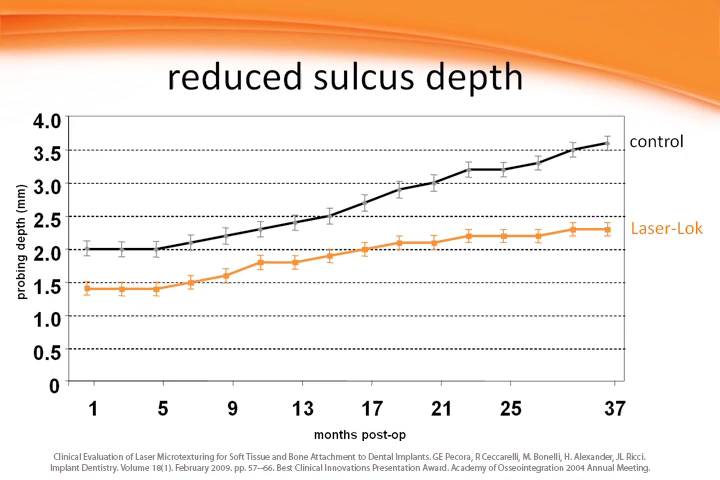 reduced sulcus depth
4.0
3.5
3.0
2.5
2.0
1.5
1.0
0.5
0
probing depth (mm)
control
Laser-Lok
1 5 9 13 17 21 25 37
months post-op
Clinical Evaluation of Laser Microtexturing for Soft Tissue and Bone Attachment to Dental Implants. GE Pecora, R Ceccarelli, M. Bonelli, H. Alexander, JL Ricci.
Implant Dentistry. Volume 18(1). February 2009. pp. 57--66. Best Clinical Innovations Presentation Award. Academy of Osseointegration 2004 Annual Meeting.